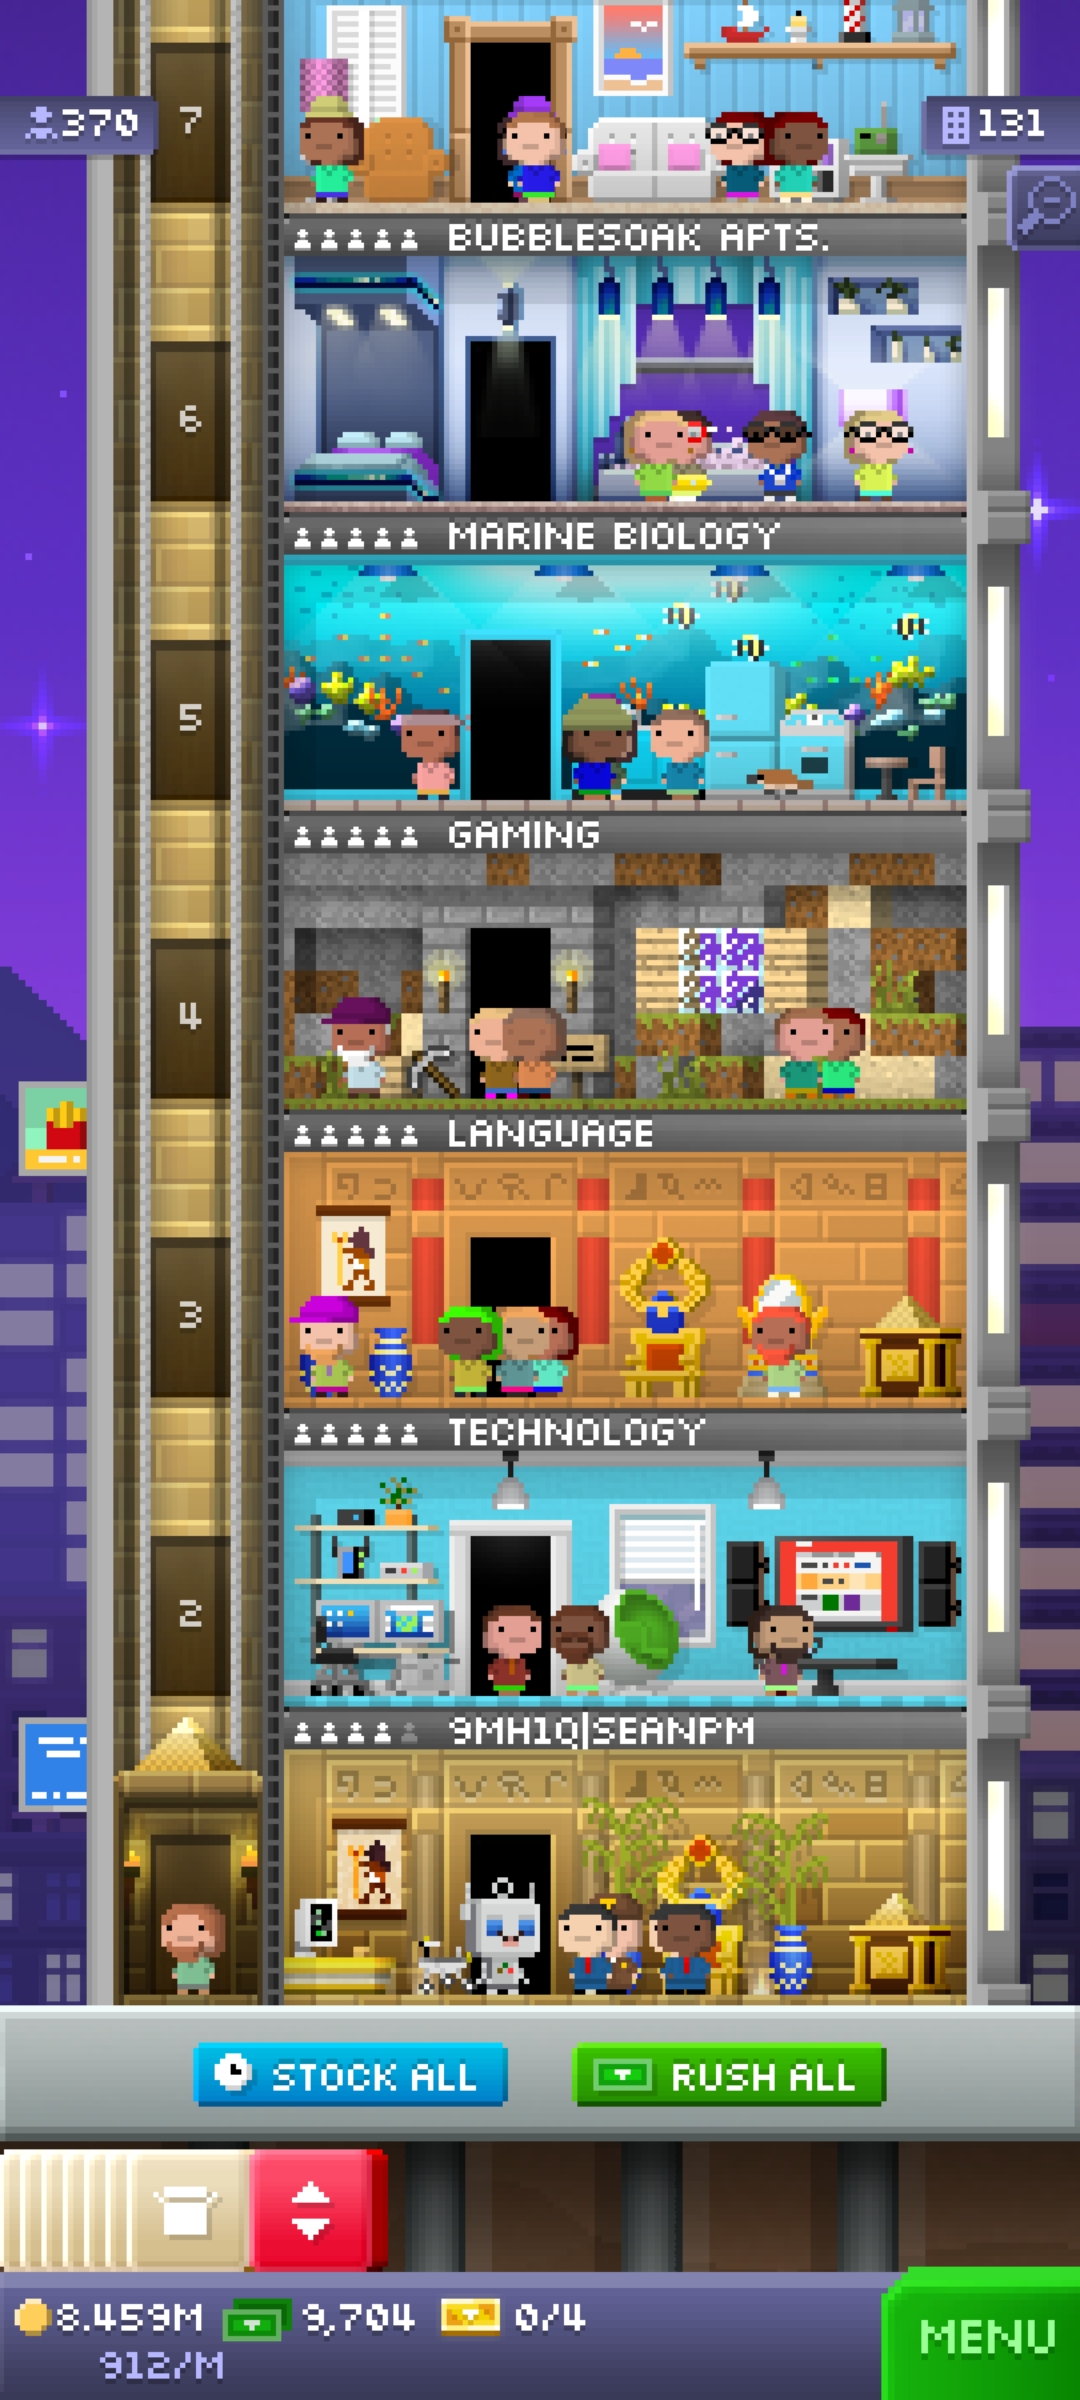 370
7
131
BUBBLESOAK APTS.
6
MARINE BIOLOGY
5
GAMING
4
LANGUAGE
3
TECHNOLOGY
2
9MH1Q|SEANPM
STOCK ALL
RUSH ALL
8.459M
9,704
0/4
912/M
MENU